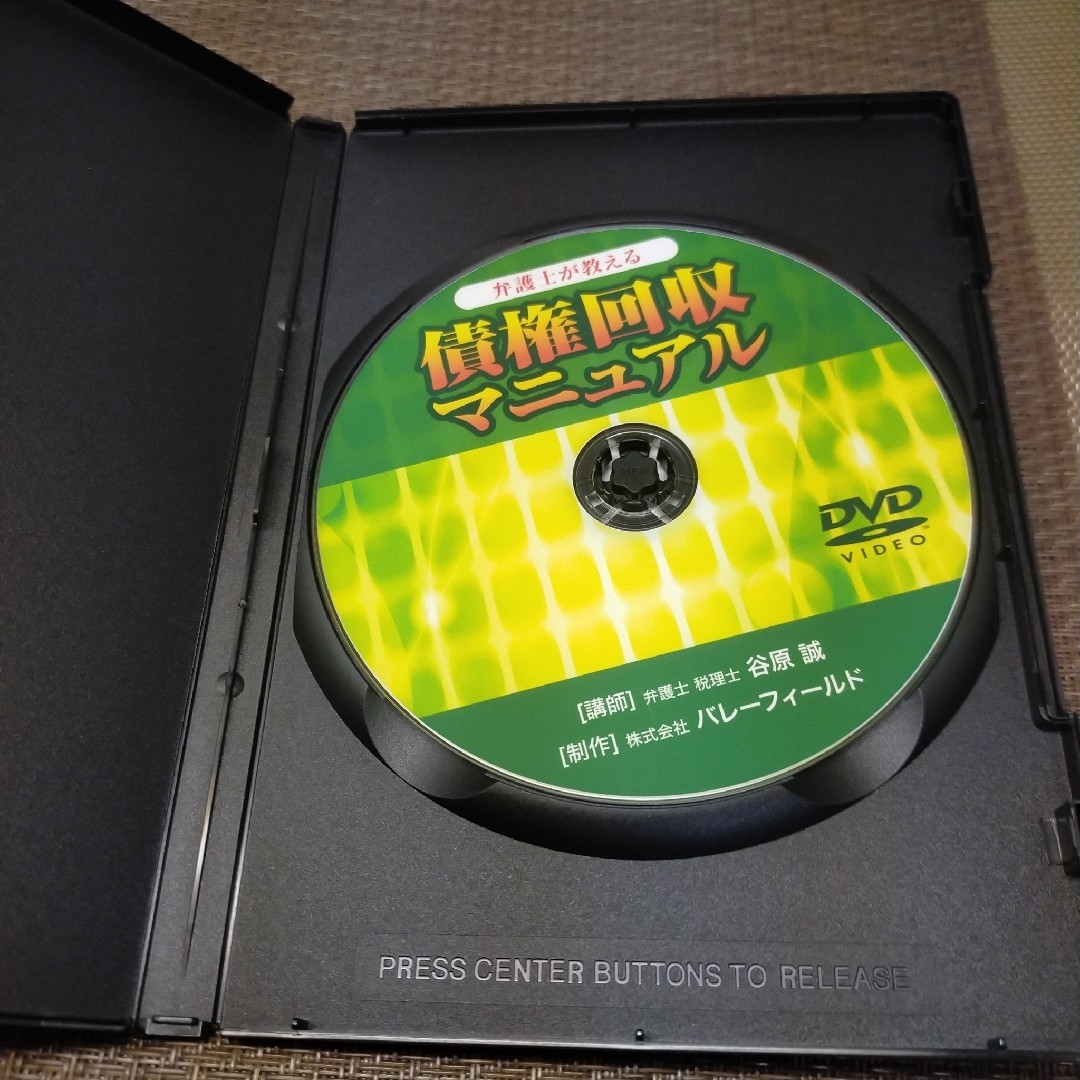 弁護士が教える
債権回収
マニュアル
DVD
VIDEO
[講師] 弁護士 税理士 谷原 誠
[制作] 株式会社 バレーフィールド
PRESS CENTER BUTTONS TO RELEASE